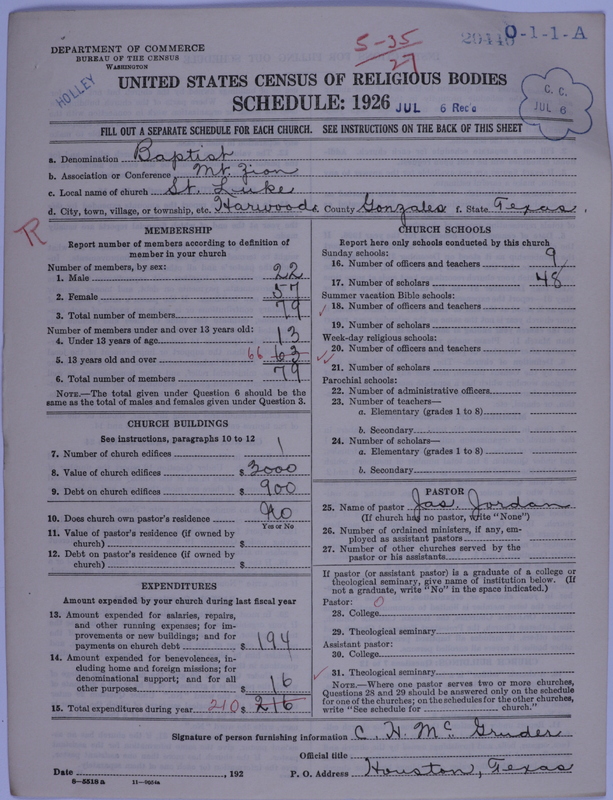 DEPARTMENT OF COMMERCE
BUREAU OF THE CENSUS
WASHINGTON
HOLLEY
5-35
27
20440
0-1-1-A
UNITED STATES CENSUS OF RELIGIOUS BODIES
SCHEDULE: 1926
JUL 6 Rec'd
C. C.
JUL 6
FILL OUT A SEPARATE SCHEDULE FOR EACH CHURCH. SEE INSTRUCTIONS ON THE BACK OF THIS SHEET
a. Denomination Baptist
b. Association or Conference Mt. Zion
c. Local name of church St. Luke
d. City, town, village, or township, etc. Harwood e. County Gonzales f. State Texas
R
MEMBERSHIP
Report number of members according to definition of
member in your church
Number of members, by sex:
1. Male 22
2. Female 57
3. Total number of members 79
Number of members under and over 13 years old:
4. Under 13 years of age 13
5. 13 years old and over 66 63
6. Total number of members 79
NOTE.—The total given under Question 6 should be the
same as the total of males and females given under Question 3.
CHURCH BUILDINGS
See instructions, paragraphs 10 to 12
7. Number of church edifices 1
8. Value of church edifices $ 3000
9. Debt on church edifices $ 900
10. Does church own pastor's residence No
Yes or No
11. Value of pastor's residence (if owned by
church) $
12. Debt on pastor's residence (if owned by
church) $
EXPENDITURES
Amount expended by your church during last fiscal year
13. Amount expended for salaries, repairs,
and other running expenses; for im-
provements or new buildings; and for
payments on church debt $ 194
14. Amount expended for benevolences, in-
cluding home and foreign missions; for
denominational support; and for all
other purposes $ 16
15. Total expenditures during year 210 $ 216
CHURCH SCHOOLS
Report here only schools conducted by this church
Sunday schools:
16. Number of officers and teachers 9
17. Number of scholars 48
Summer vacation Bible schools:
18. Number of officers and teachers
19. Number of scholars
Week-day religious schools:
20. Number of officers and teachers
21. Number of scholars
Parochial schools:
22. Number of administrative officers
23. Number of teachers—
a. Elementary (grades 1 to 8)
b. Secondary
24. Number of scholars—
a. Elementary (grades 1 to 8)
b. Secondary
PASTOR
25. Name of pastor Jas. Jordan
(If church has no pastor, write "None")
26. Number of ordained ministers, if any, em-
ployed as assistant pastors
27. Number of other churches served by the
pastor or his assistants
If pastor (or assistant pastor) is a graduate of a college or
theological seminary, give name of institution below. (If
not a graduate, write "No" in the space indicated.)
Pastor: 0
28. College
29. Theological seminary
Assistant pastor:
30. College
31. Theological seminary
NOTE.—Where one pastor serves two or more churches,
Questions 28 and 29 should be answered only on the schedule
for one of the churches; on the schedules for the other churches,
write "See schedule for church."
Signature of person furnishing information C. H. McGruder
Official title
Date , 192 P. O. Address Houston, Texas
8—5518 a